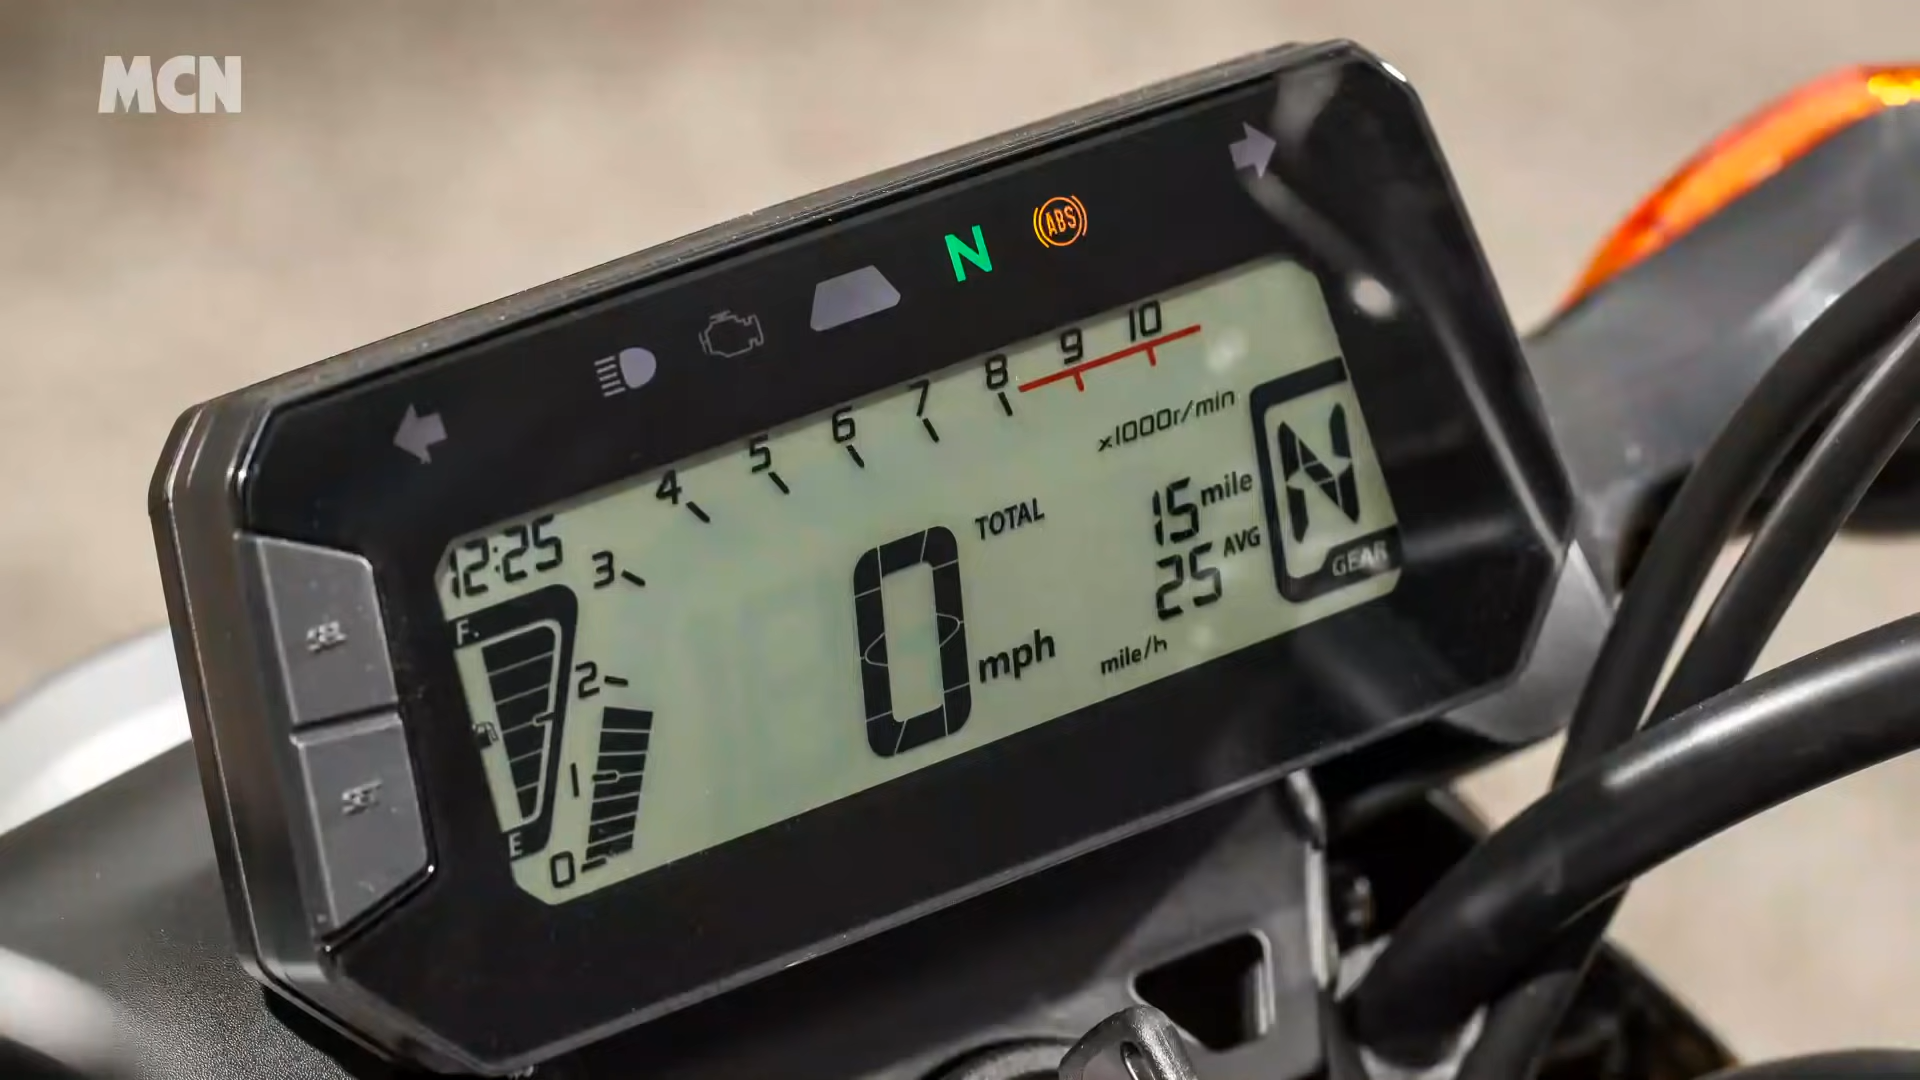 MCN
N
ABS
4 5 6 7 8 9 10
x1000r/min
12:25
3
TOTAL
15 mile
N
25 AVG
GEAR
F
SEL
2
0 mph
mile/h
1
SET
E
0